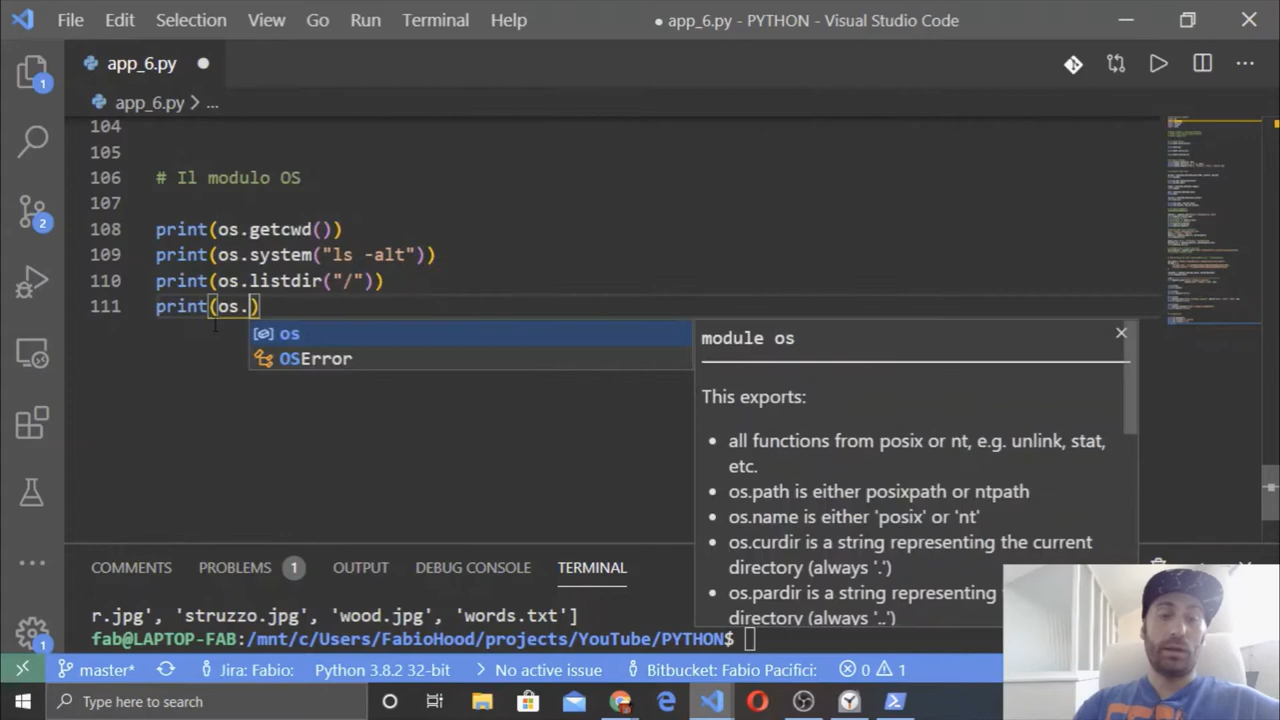 File Edit Selection View Go Run Terminal Help ● app_6.py - PYTHON - Visual Studio Code
1 app_6.py
app_6.py > ...
104
105
106 # Il modulo OS
107
108 print(os.getcwd())
109 print(os.system("ls -alt"))
110 print(os.listdir("/"))
111 print(os.)
os
OSError
module os
This exports:
• all functions from posix or nt, e.g. unlink, stat,
etc.
• os.path is either posixpath or ntpath
• os.name is either 'posix' or 'nt'
• os.curdir is a string representing the current
directory (always '.')
• os.pardir is a string representing
directory (always '..')
2
COMMENTS PROBLEMS 1 OUTPUT DEBUG CONSOLE TERMINAL
r.jpg', 'struzzo.jpg', 'wood.jpg', 'words.txt']
fab@LAPTOP-FAB:/mnt/c/Users/FabioHood/projects/YouTube/PYTHON$
1
master* Jira: Fabio: Python 3.8.2 32-bit No active issue Bitbucket: Fabio Pacifici: 0 1
Type here to search